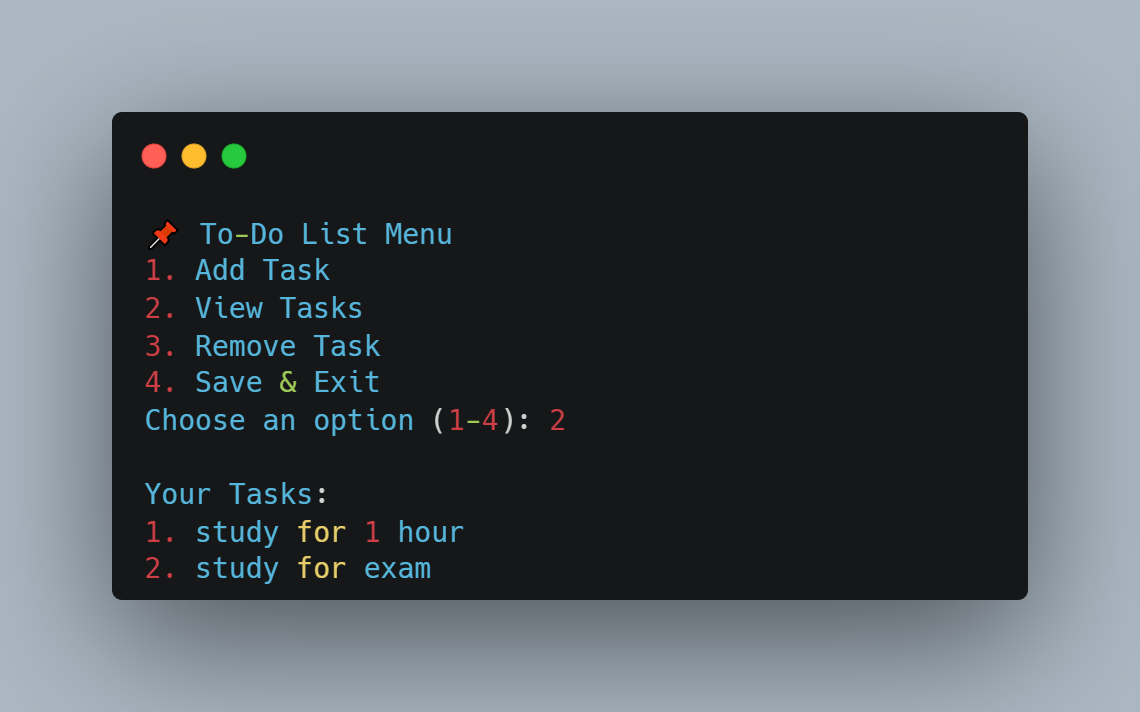 📌 To-Do List Menu
1. Add Task
2. View Tasks
3. Remove Task
4. Save & Exit
Choose an option (1-4): 2
Your Tasks:
1. study for 1 hour
2. study for exam